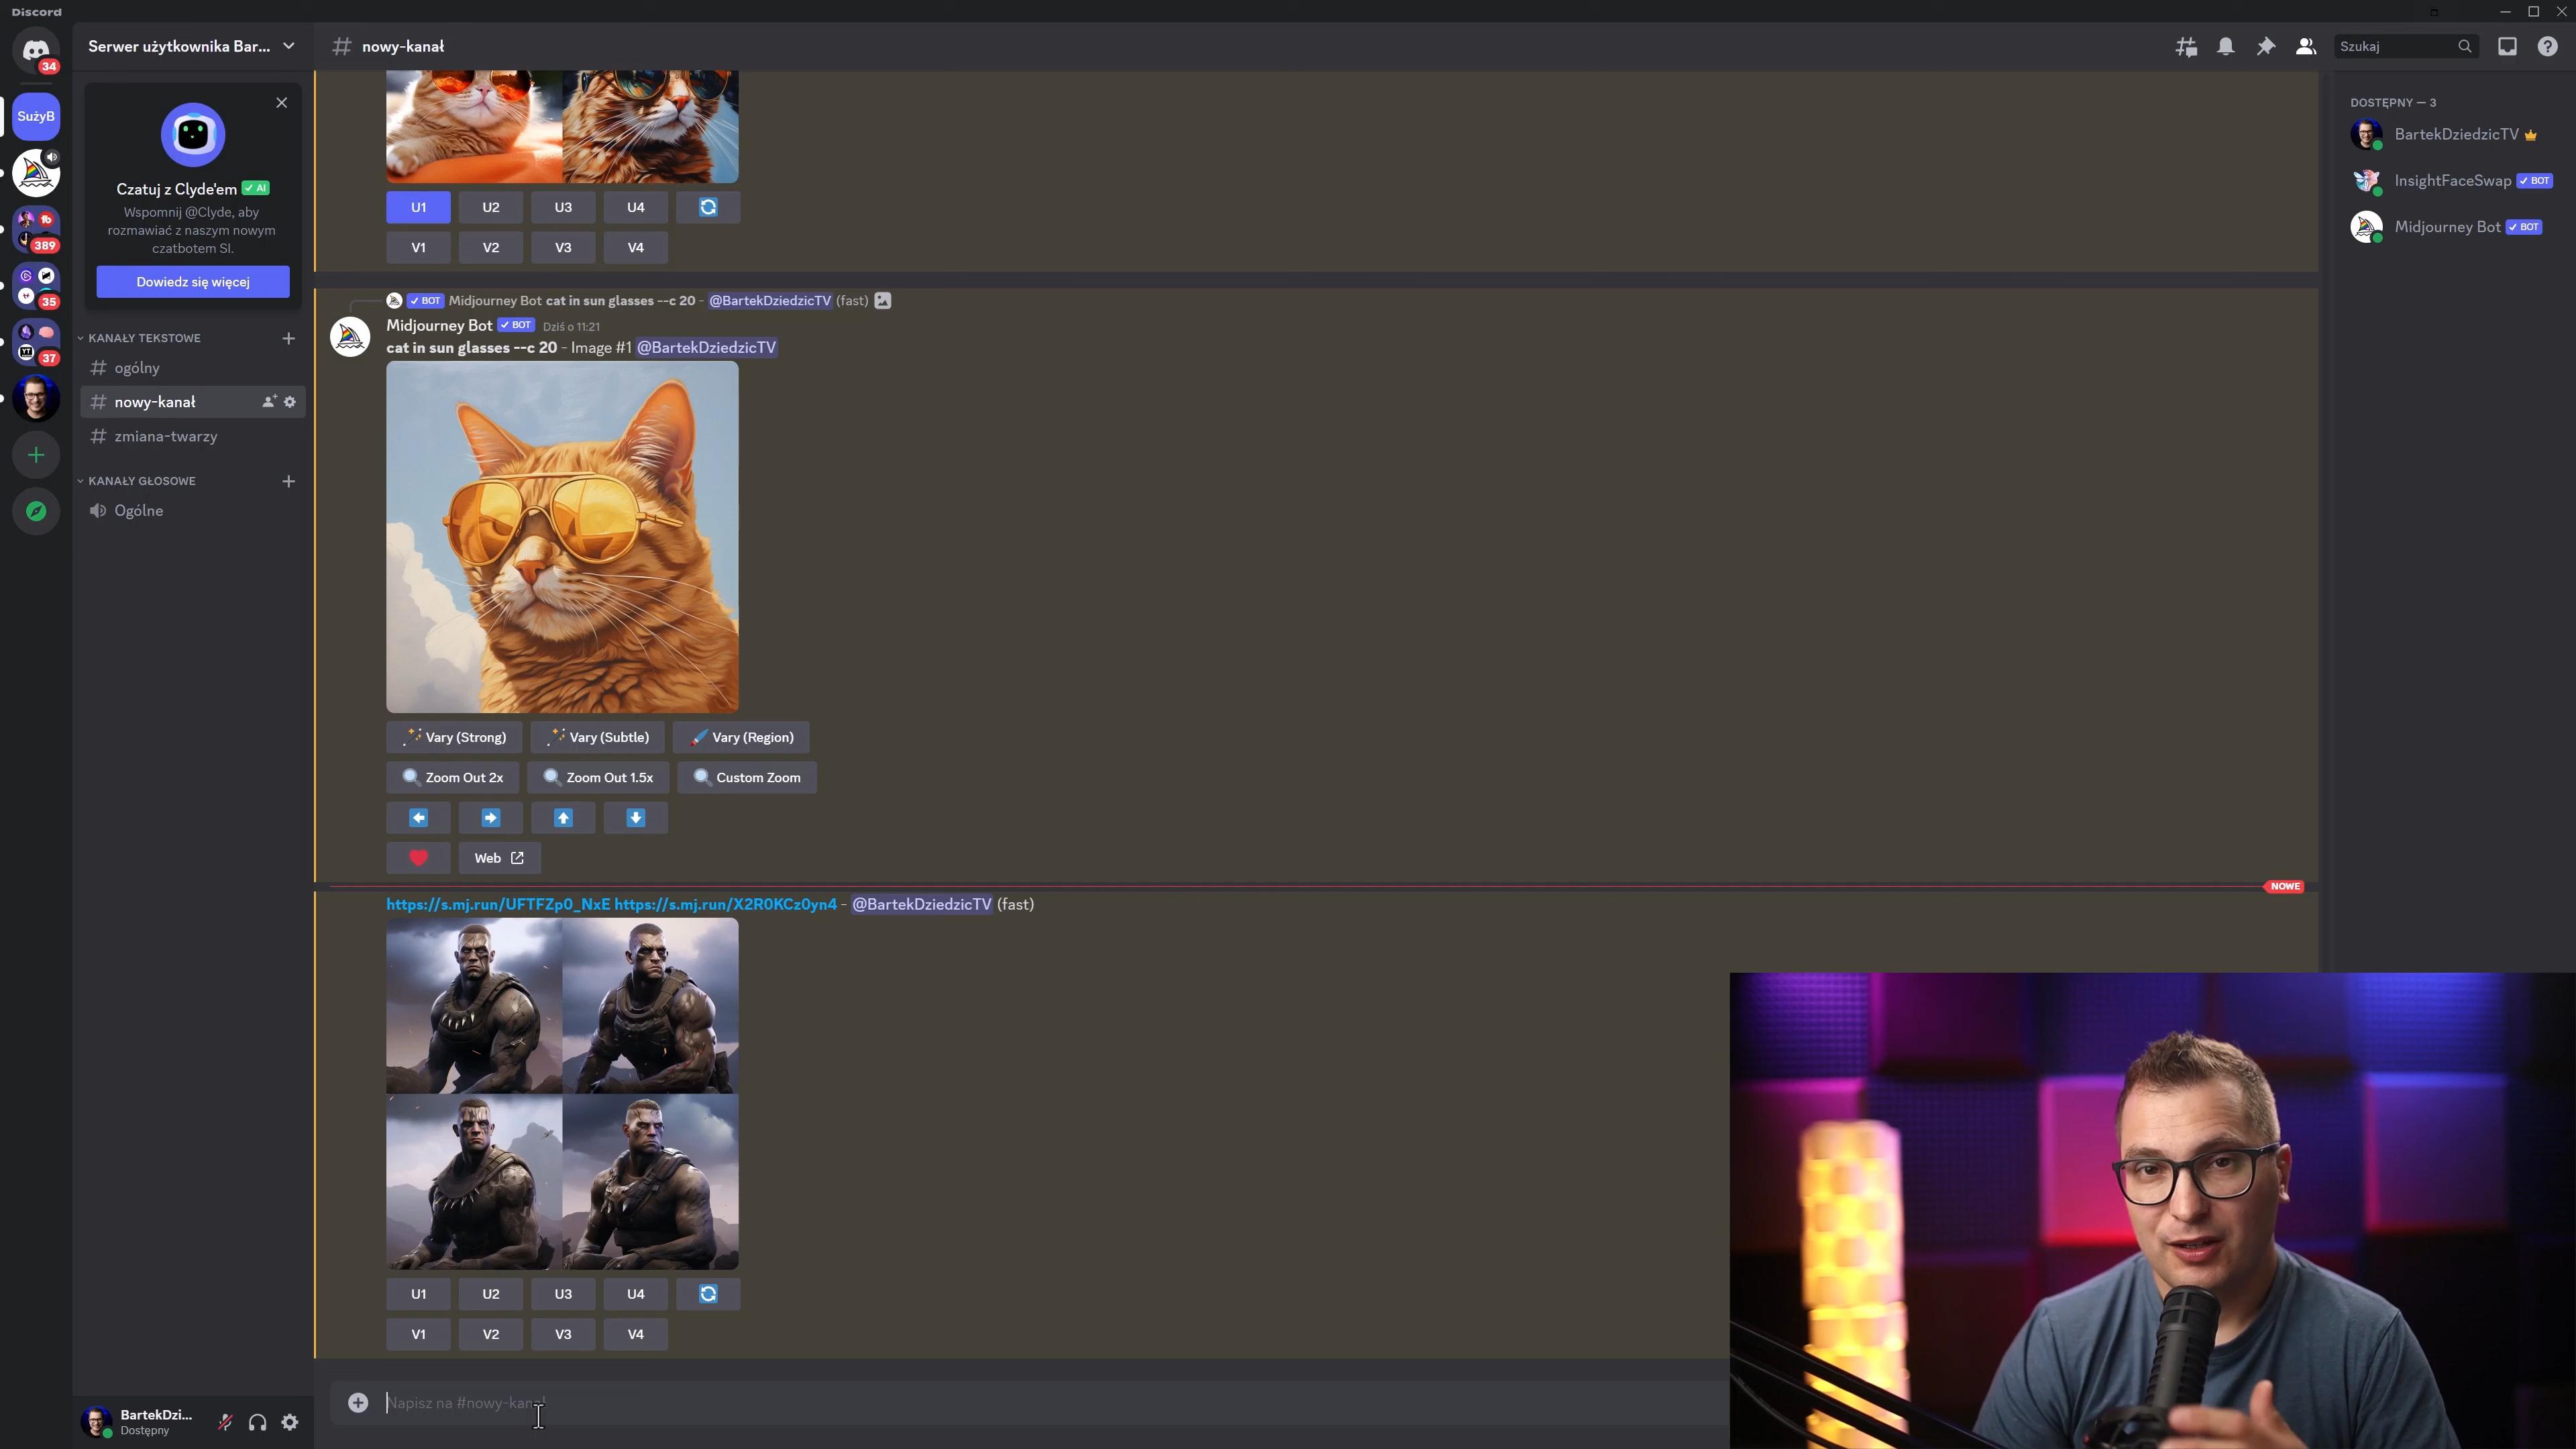 Discord
34
SużyB
389
35
37
Serwer użytkownika Bar...
Czatuj z Clyde'em AI
Wspomnij @Clyde, aby
rozmawiać z naszym nowym
czatbotem SI.
Dowiedz się więcej
KANAŁY TEKSTOWE
ogólny
nowy-kanał
zmiana-twarzy
KANAŁY GŁOSOWE
Ogólne
BartekDzi...
Dostępny
# nowy-kanał
Szukaj
U1 U2 U3 U4
V1 V2 V3 V4
BOT Midjourney Bot cat in sun glasses --c 20 - @BartekDziedzicTV (fast)
Midjourney Bot BOT Dziś o 11:21
cat in sun glasses --c 20 - Image #1 @BartekDziedzicTV
Vary (Strong) Vary (Subtle) Vary (Region)
Zoom Out 2x Zoom Out 1.5x Custom Zoom
Web
NOWE
https://s.mj.run/UFTFZp0_NxE https://s.mj.run/X2R0KCz0yn4 - @BartekDziedzicTV (fast)
U1 U2 U3 U4
V1 V2 V3 V4
Napisz na #nowy-kanał
DOSTĘPNY — 3
BartekDziedzicTV
InsightFaceSwap BOT
Midjourney Bot BOT